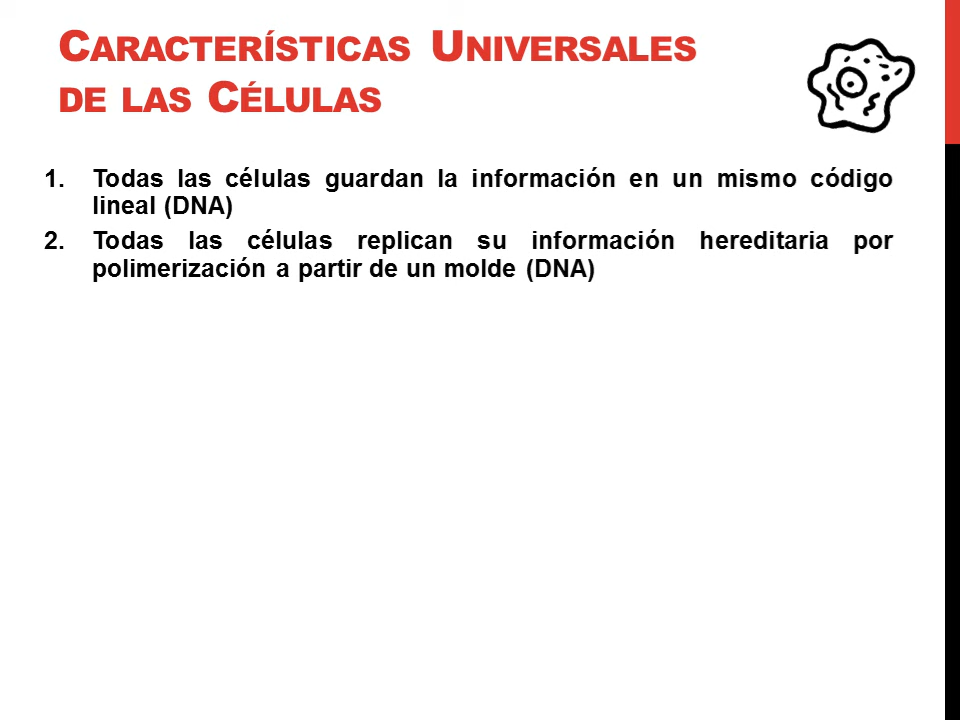 Características Universales
de las Células
1. Todas las células guardan la información en un mismo código
lineal (DNA)
2. Todas las células replican su información hereditaria por
polimerización a partir de un molde (DNA)